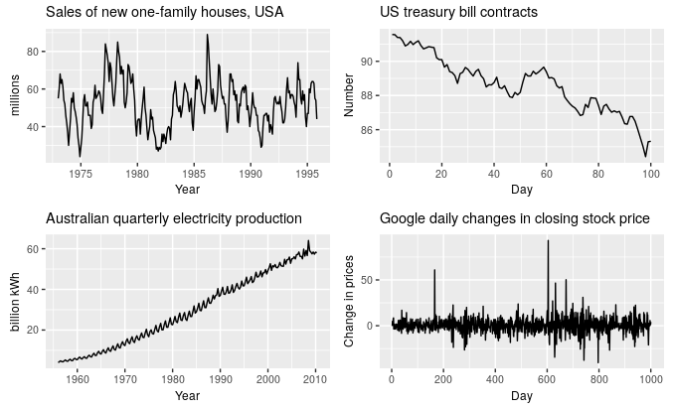 Sales of new one-family houses, USA
80
60
40
millions
1975 1980 1985 1990 1995
Year
US treasury bill contracts
90
88
86
Number
0 20 40 60 80 100
Day
Australian quarterly electricity production
60
40
20
billion kWh
1960 1970 1980 1990 2000 2010
Year
Google daily changes in closing stock price
50
0
Change in prices
0 200 400 600 800 1000
Day